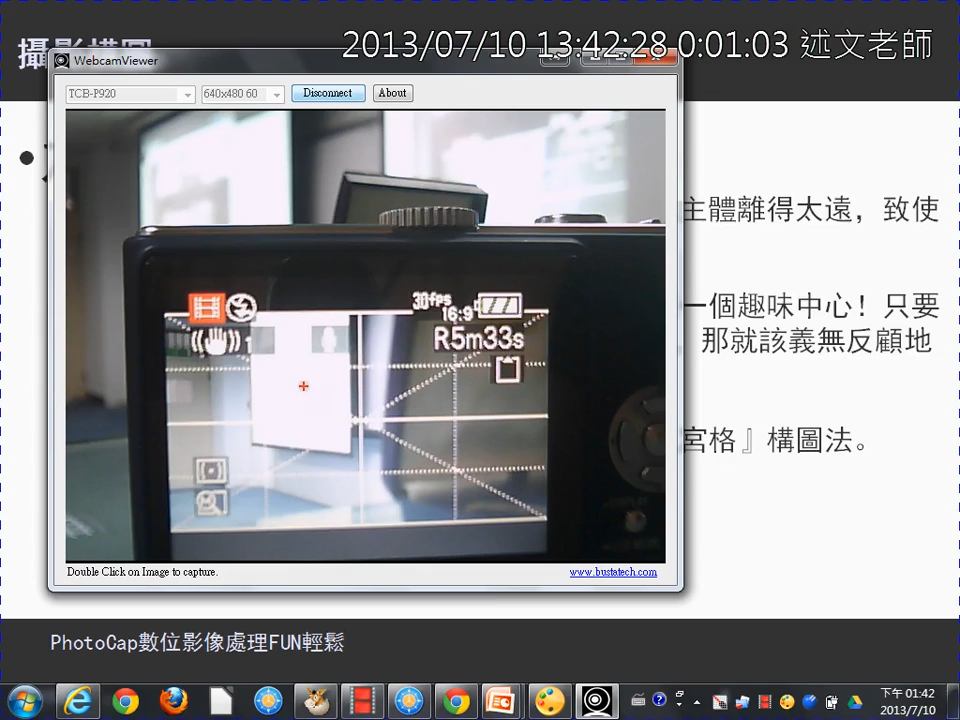 攝影構圖
2013/07/10 13:42:28 0:01:03 述文老師
WebcamViewer
TCB-P920
640x480 60
Disconnect
About
30fps
16:9
R5m33s
主體離得太遠，致使
一個趣味中心！只要
那就該義無反顧地
宮格』構圖法。
Double Click on Image to capture.
www.bustatech.com
PhotoCap數位影像處理FUN輕鬆
下午 01:42
2013/7/10